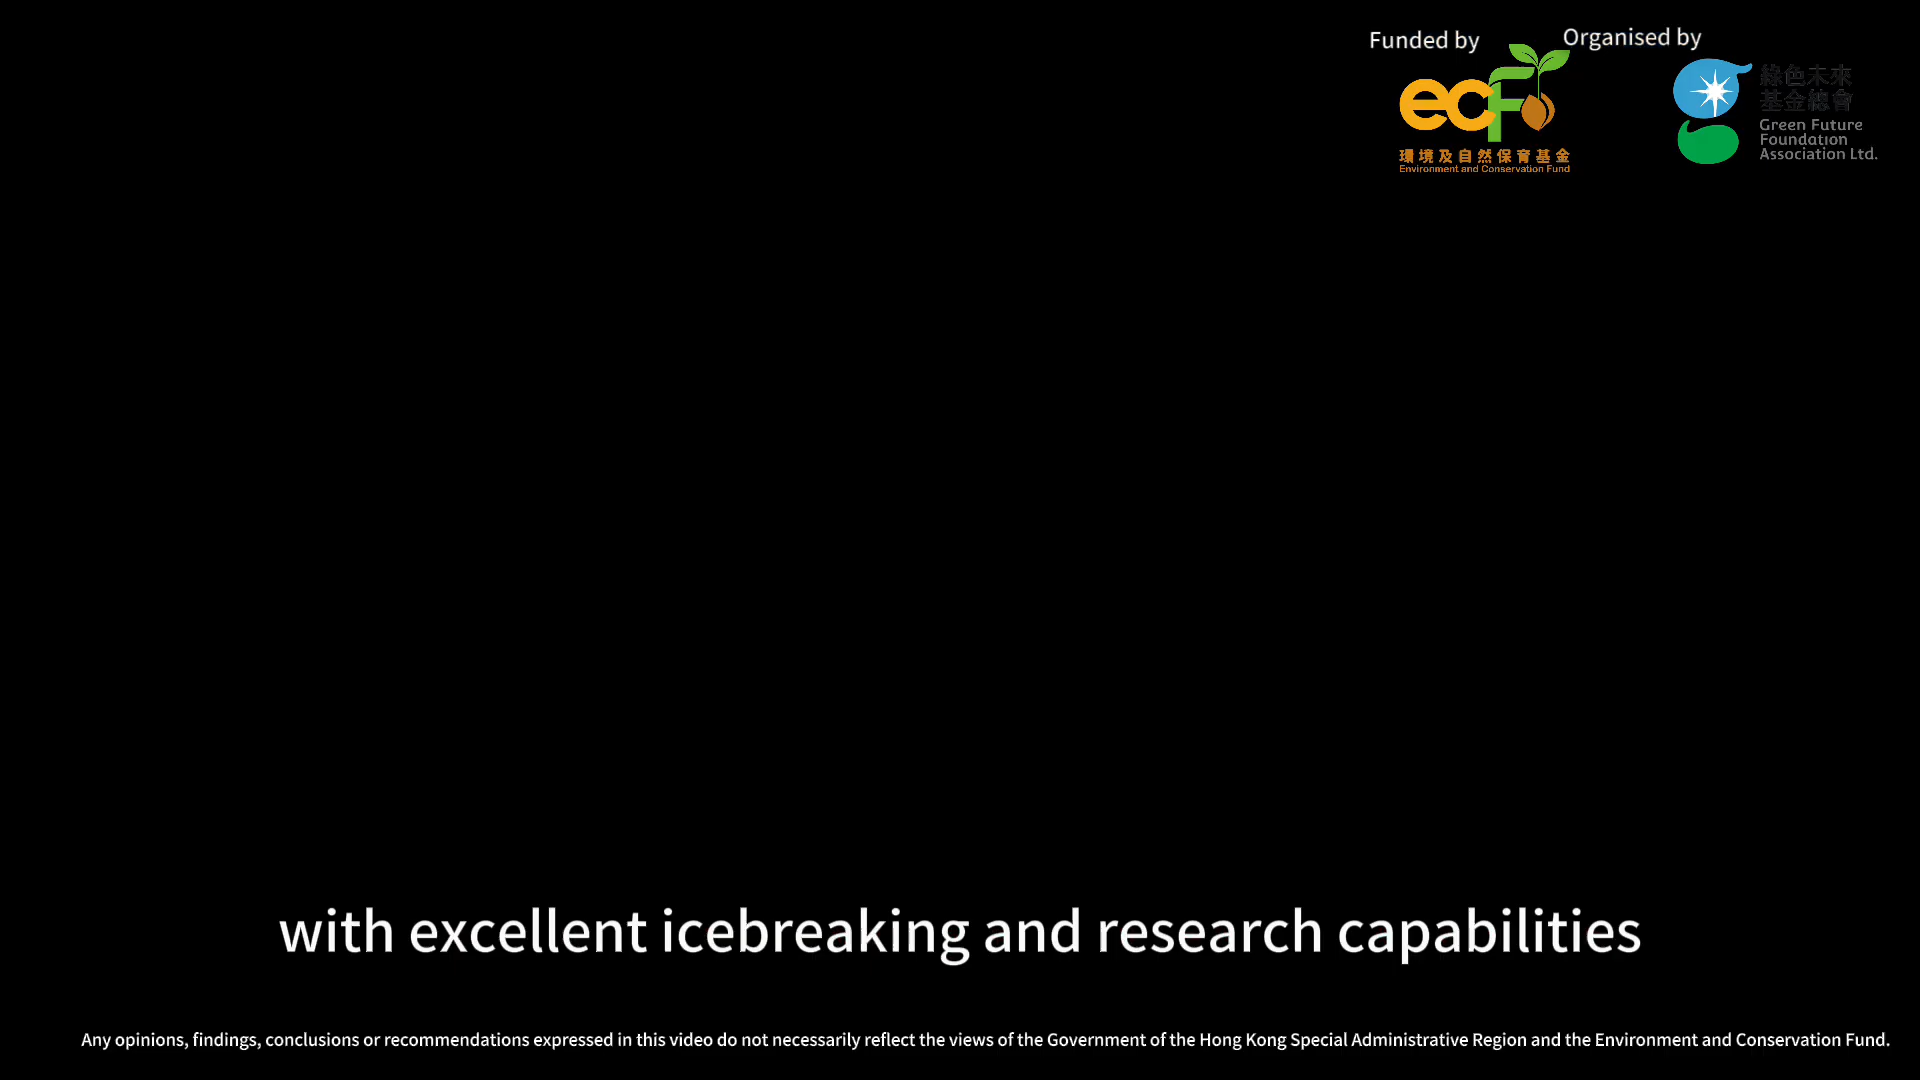 Funded by
Organised by
ecF
環境及自然保育基金
Environment and Conservation Fund
綠色未來
基金總會
Green Future
Foundation
Association Ltd.
with excellent icebreaking and research capabilities
Any opinions, findings, conclusions or recommendations expressed in this video do not necessarily reflect the views of the Government of the Hong Kong Special Administrative Region and the Environment and Conservation Fund.